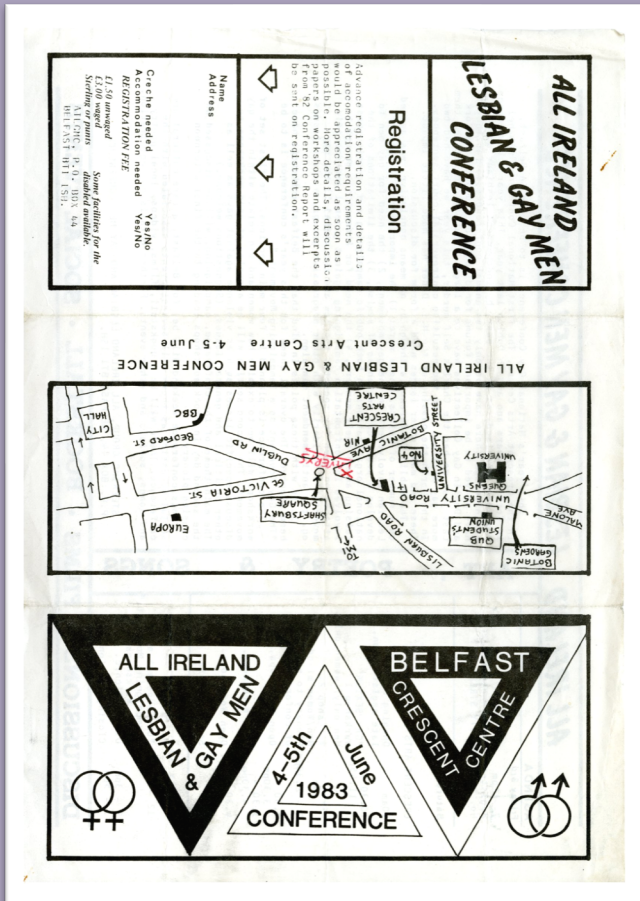 ALL IRELAND
LESBIAN & GAY MEN
CONFERENCE
Registration
Advance registration and details
of accomodation requirements
would be appreciated as soon as
possible. More details, discussion
papers on workshops and excerpts
from '82 Conference Report will
be sent on registration.
Name
Address
Creche needed Yes/No
Accommodation needed Yes/No
REGISTRATION FEE
£1.50 unwaged
£3.00 waged
Sterling or punts
Some facilities for the
disabled available.
P.O. BOX 44
BELFAST BT1
ALL IRELAND LESBIAN & GAY MEN CONFERENCE
Crescent Arts Centre 4-5 June
BOTANIC
GARDENS
QUB
STUDENT'S
UNION
LISBURN ROAD
TO
M1
SHAFTSBURY
SQUARE
EUROPA
MALONE
AVE
UNIVERSITY ROAD
Gt. VICTORIA ST.
QUEENS
UNIVERSITY
UNIVERSITY STREET
No 4
BOTANIC
AVE
NIR
LAVERYS
DUBLIN RD
BEDFORD ST.
CRESCENT
ARTS
CENTRE
BBC
CITY
HALL
ALL IRELAND
LESBIAN
&
GAY MEN
4-5th
June
1983
CONFERENCE
BELFAST
CRESCENT
CENTRE